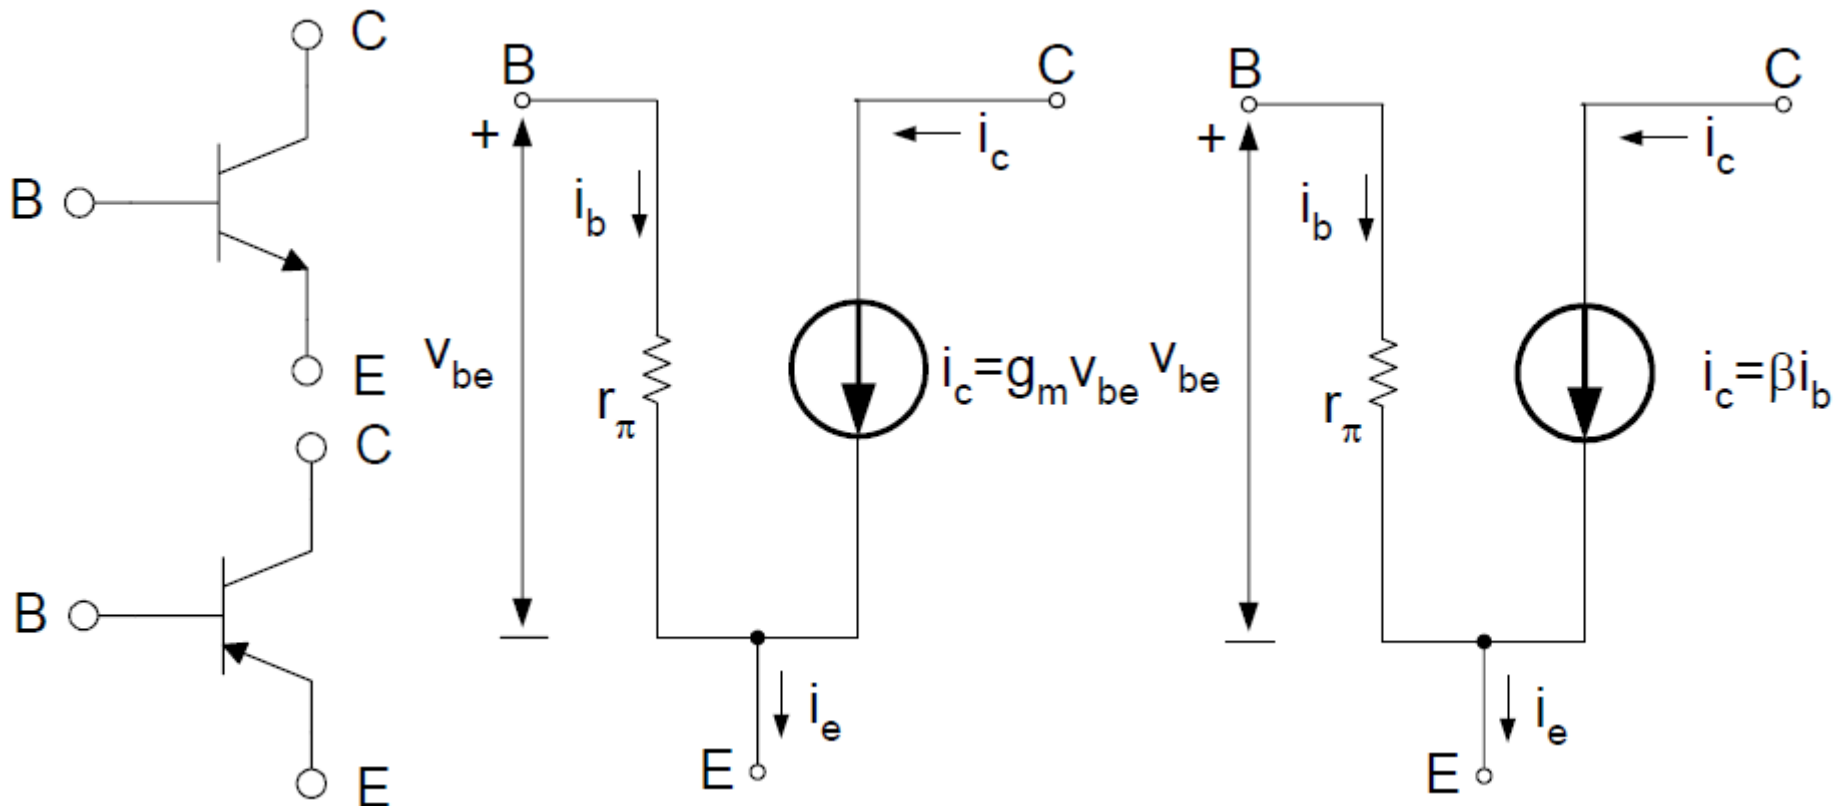 C
B
E
C
B
E
B
C
+
i_c
i_b
v_be
r_π
i_c=g_m v_be
i_e
E
B
C
+
i_c
i_b
v_be
r_π
i_c=βi_b
i_e
E